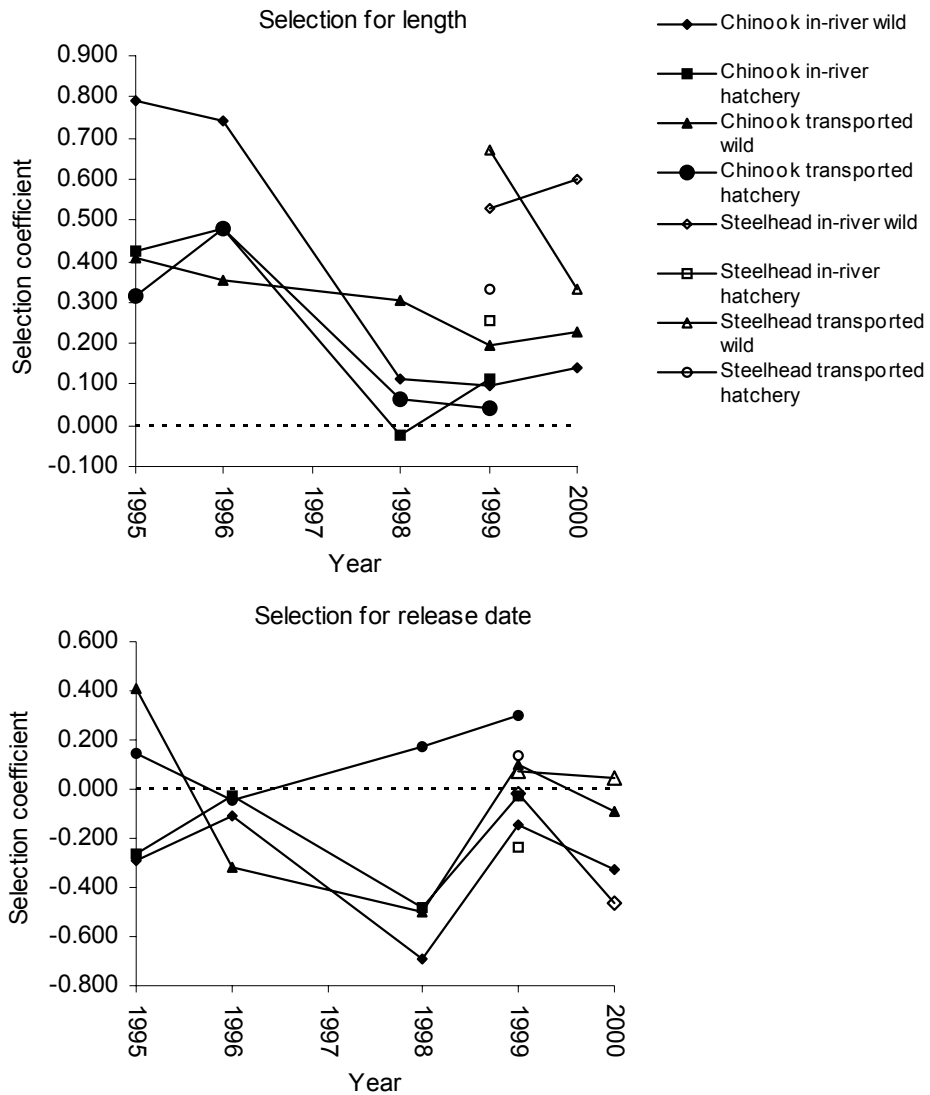 Selection for length
0.900
0.800
0.700
0.600
0.500
0.400
0.300
0.200
0.100
0.000
-0.100
Selection coefficient
1995
1996
1997
1998
1999
2000
Year
Chinook in-river wild
Chinook in-river
hatchery
Chinook transported
wild
Chinook transported
hatchery
Steelhead in-river wild
Steelhead in-river
hatchery
Steelhead transported
wild
Steelhead transported
hatchery
Selection for release date
0.600
0.400
0.200
0.000
-0.200
-0.400
-0.600
-0.800
Selection coefficient
1995
1996
1997
1998
1999
2000
Year